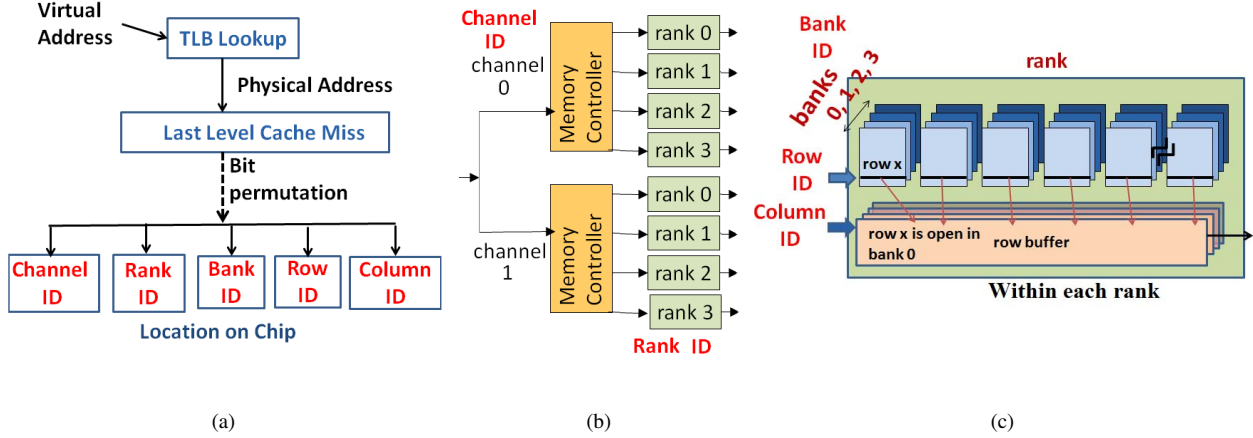 Virtual
Address
TLB Lookup
Physical Address
Last Level Cache Miss
Bit
permutation
Channel
ID
Rank
ID
Bank
ID
Row
ID
Column
ID
Location on Chip
(a)
Channel
ID
channel
0
Memory
Controller
rank 0
rank 1
rank 2
rank 3
channel
1
Memory
Controller
rank 0
rank 1
rank 2
rank 3
Rank ID
(b)
Bank
ID
rank
banks
0, 1, 2, 3
Row
ID
row x
Column
ID
row x is open in
bank 0
row buffer
Within each rank
(c)